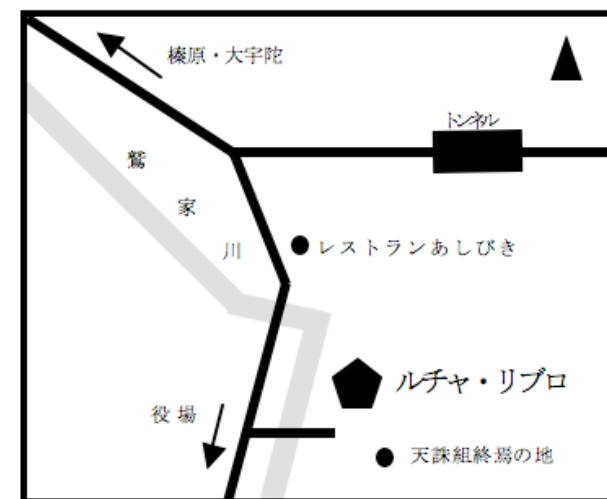 榛原・大宇陀
トンネル
鷲
家
川
レストランあしびき
ルチャ・リブロ
役場
天誅組終焉の地